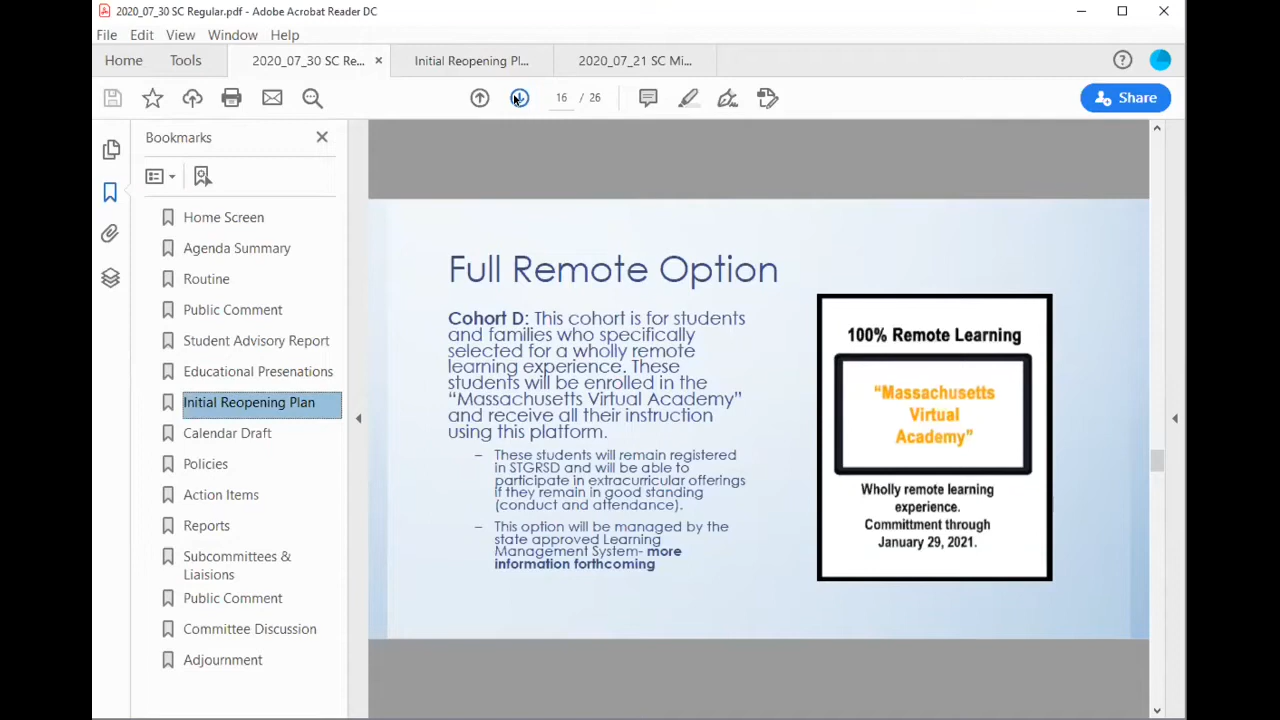 2020_07_30 SC Regular.pdf - Adobe Acrobat Reader DC
File Edit View Window Help
Home Tools 2020_07_30 SC Re... × Initial Reopening Pl... 2020_07_21 SC Mi...
16 / 26 Share
Bookmarks
Home Screen
Agenda Summary
Routine
Public Comment
Student Advisory Report
Educational Presenations
Initial Reopening Plan
Calendar Draft
Policies
Action Items
Reports
Subcommittees &
Liaisions
Public Comment
Committee Discussion
Adjournment
Full Remote Option
Cohort D: This cohort is for students
and families who specifically
selected for a wholly remote
learning experience. These
students will be enrolled in the
“Massachusetts Virtual Academy”
and receive all their instruction
using this platform.
– These students will remain registered
in STGRSD and will be able to
participate in extracurricular offerings
if they remain in good standing
(conduct and attendance).
– This option will be managed by the
state approved Learning
Management System- more
information forthcoming
100% Remote Learning
“Massachusetts
Virtual
Academy”
Wholly remote learning
experience.
Committment through
January 29, 2021.